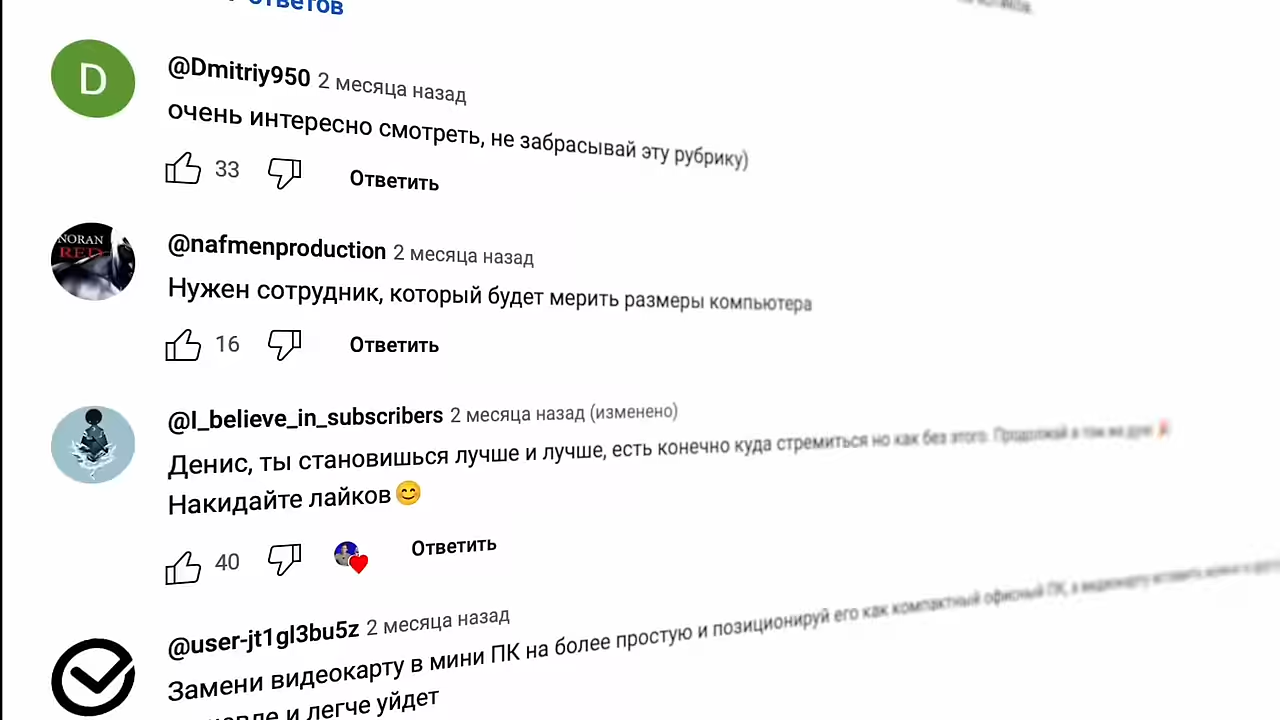 ответов
@Dmitriy950 2 месяца назад
очень интересно смотреть, не забрасывай эту рубрику)
33 Ответить
NORAN
RED
@nafmenproduction 2 месяца назад
Нужен сотрудник, который будет мерить размеры компьютера
16 Ответить
@I_believe_in_subscribers 2 месяца назад (изменено)
Денис, ты становишься лучше и лучше, есть конечно куда стремиться но как без этого. Продолжай в том же духе
Накидайте лайков😊
40 Ответить
@user-jt1gl3bu5z 2 месяца назад
Замени видеокарту в мини ПК на более простую и позиционируй его как компактный офисный ПК, а видеокарту вставить можно
и легче уйдет